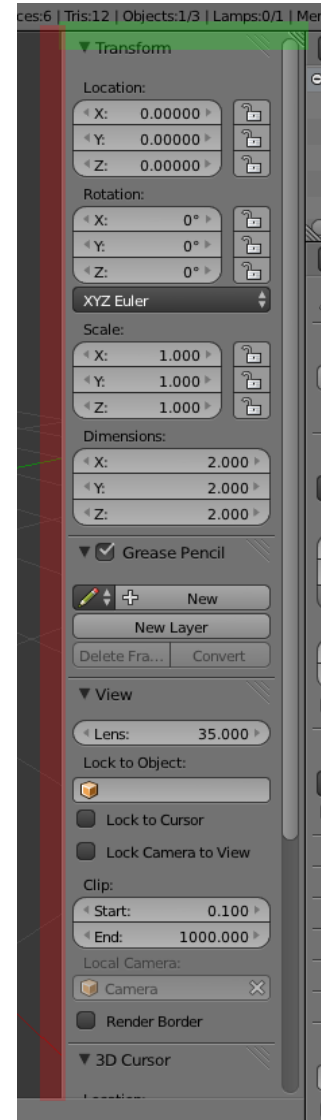 ces:6 | Tris:12 | Objects:1/3 | Lamps:0/1 | Mer
Transform
Location:
X: 0.00000
Y: 0.00000
Z: 0.00000
Rotation:
X: 0°
Y: 0°
Z: 0°
XYZ Euler
Scale:
X: 1.000
Y: 1.000
Z: 1.000
Dimensions:
X: 2.000
Y: 2.000
Z: 2.000
Grease Pencil
New
New Layer
Delete Fra... Convert
View
Lens: 35.000
Lock to Object:
Lock to Cursor
Lock Camera to View
Clip:
Start: 0.100
End: 1000.000
Local Camera:
Camera
Render Border
3D Cursor
Location: